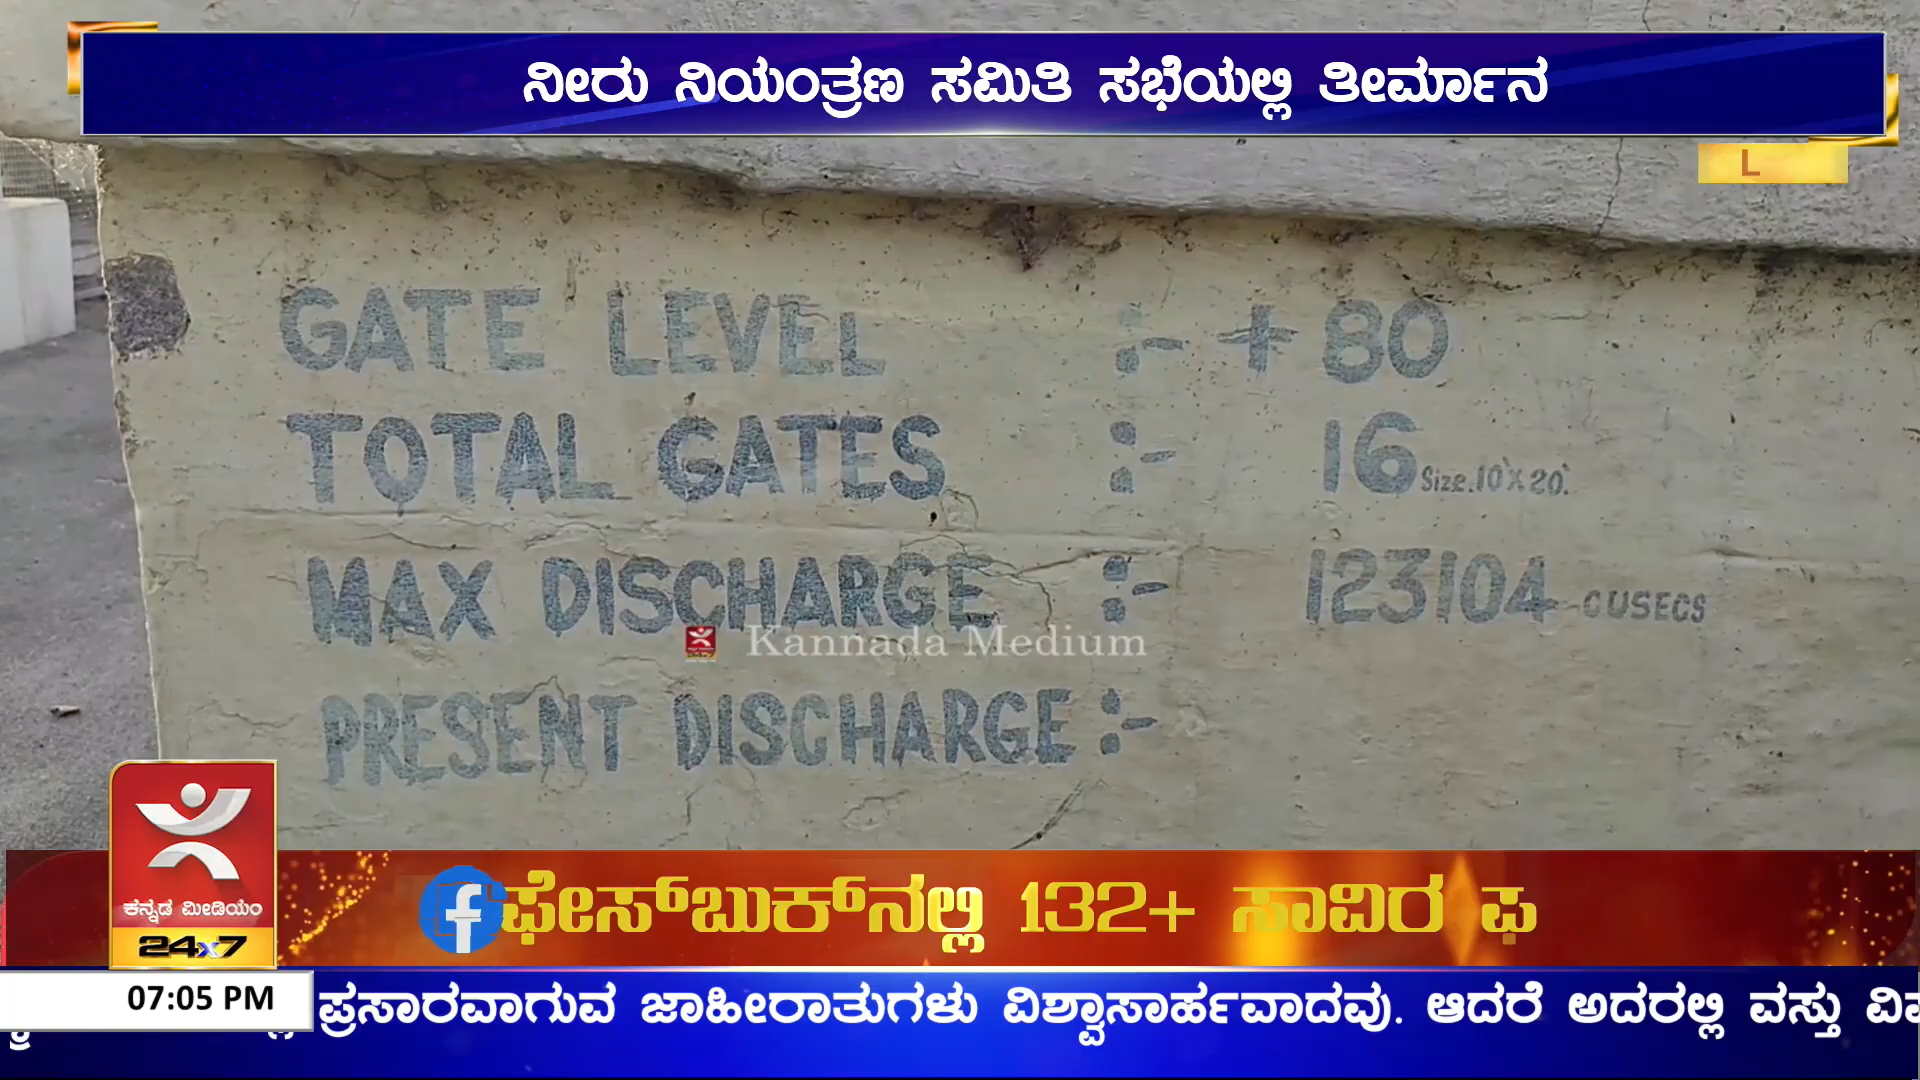 ನೀರು ನಿಯಂತ್ರಣ ಸಮಿತಿ ಸಭೆಯಲ್ಲಿ ತೀರ್ಮಾನ
L
GATE LEVEL :- + 80
TOTAL GATES :- 16 Size.10'X20'
MAX DISCHARGE :- 123104 CUSECS
Kannada Medium
PRESENT DISCHARGE :-
ಕನ್ನಡ ಮೀಡಿಯಂ
24x7
ಫೇಸ್‌ಬುಕ್‌ನಲ್ಲಿ 132+ ಸಾವಿರ ಫ
07:05 PM
ಪ್ರಸಾರವಾಗುವ ಜಾಹೀರಾತುಗಳು ವಿಶ್ವಾಸಾರ್ಹವಾದವು. ಆದರೆ ಅದರಲ್ಲಿ ವಸ್ತು